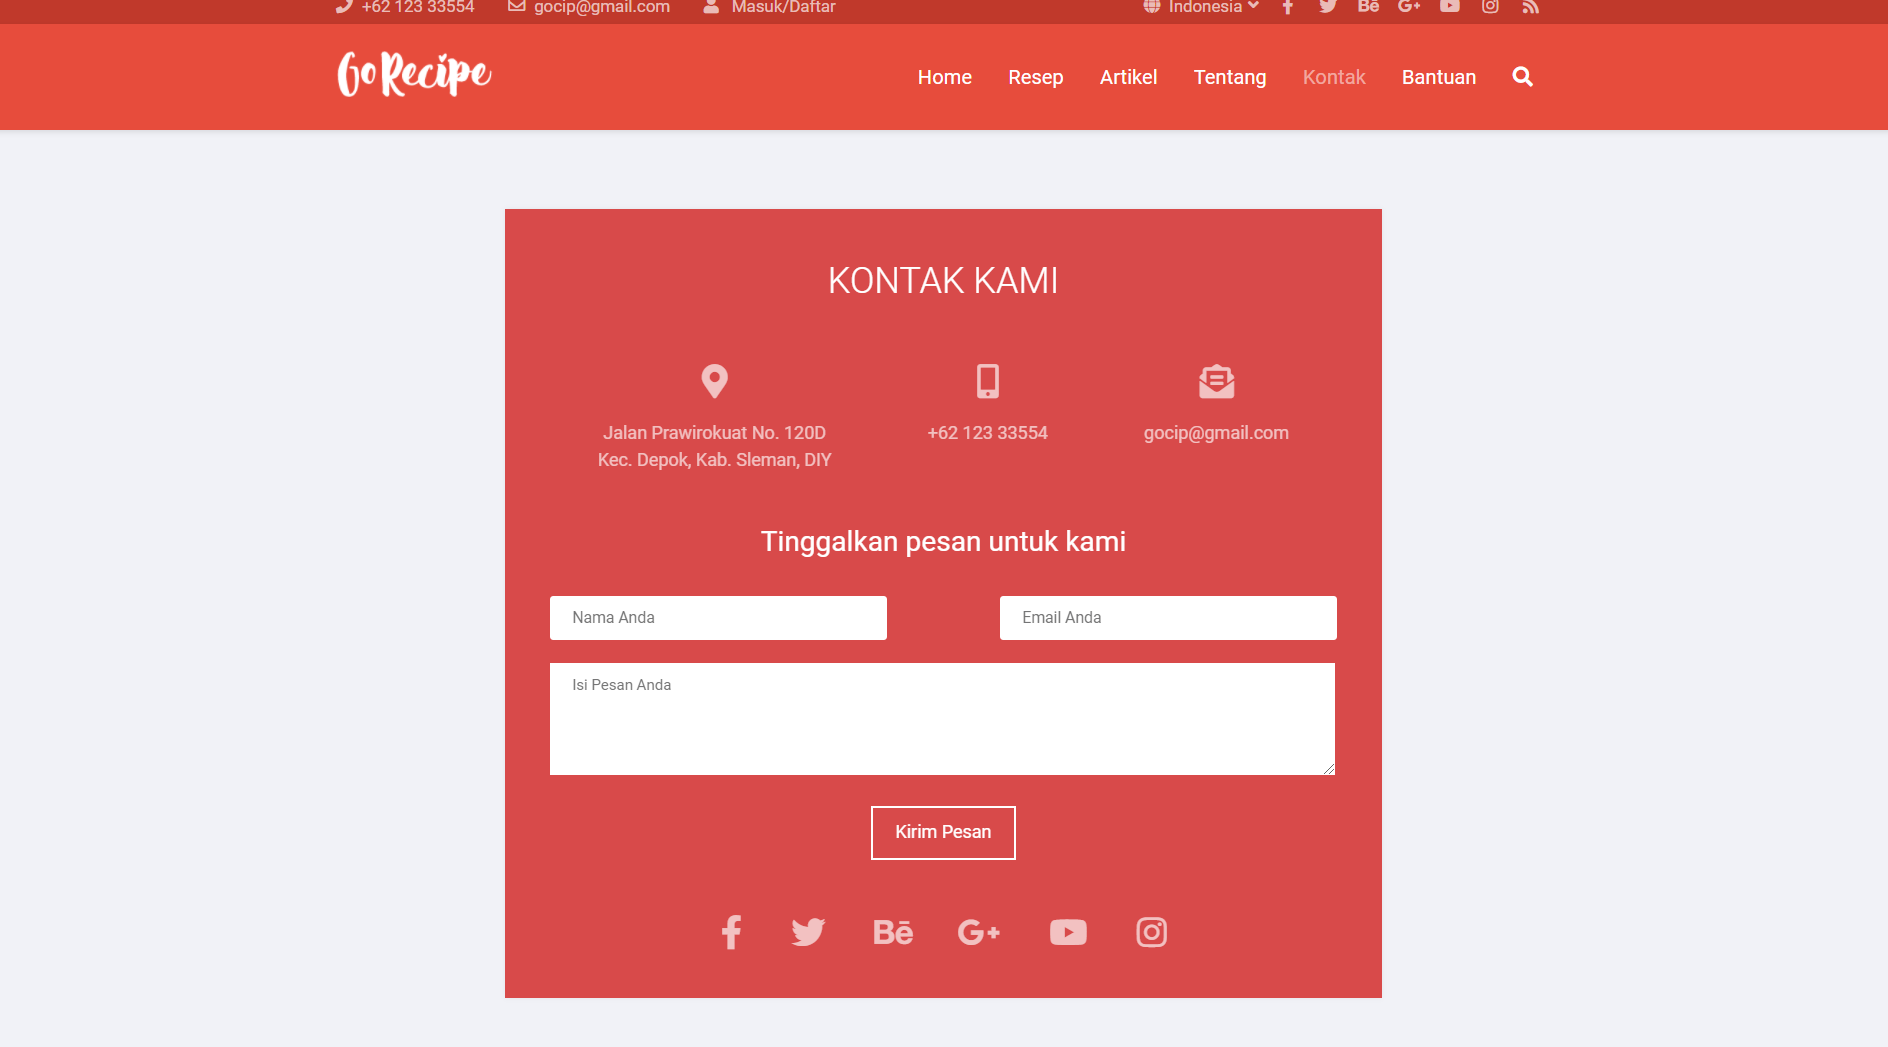 +62 123 33554 gocip@gmail.com Masuk/Daftar Indonesia
GoRecipe Home Resep Artikel Tentang Kontak Bantuan
KONTAK KAMI
Jalan Prawirokuat No. 120D
Kec. Depok, Kab. Sleman, DIY
+62 123 33554
gocip@gmail.com
Tinggalkan pesan untuk kami
Nama Anda Email Anda
Isi Pesan Anda
Kirim Pesan